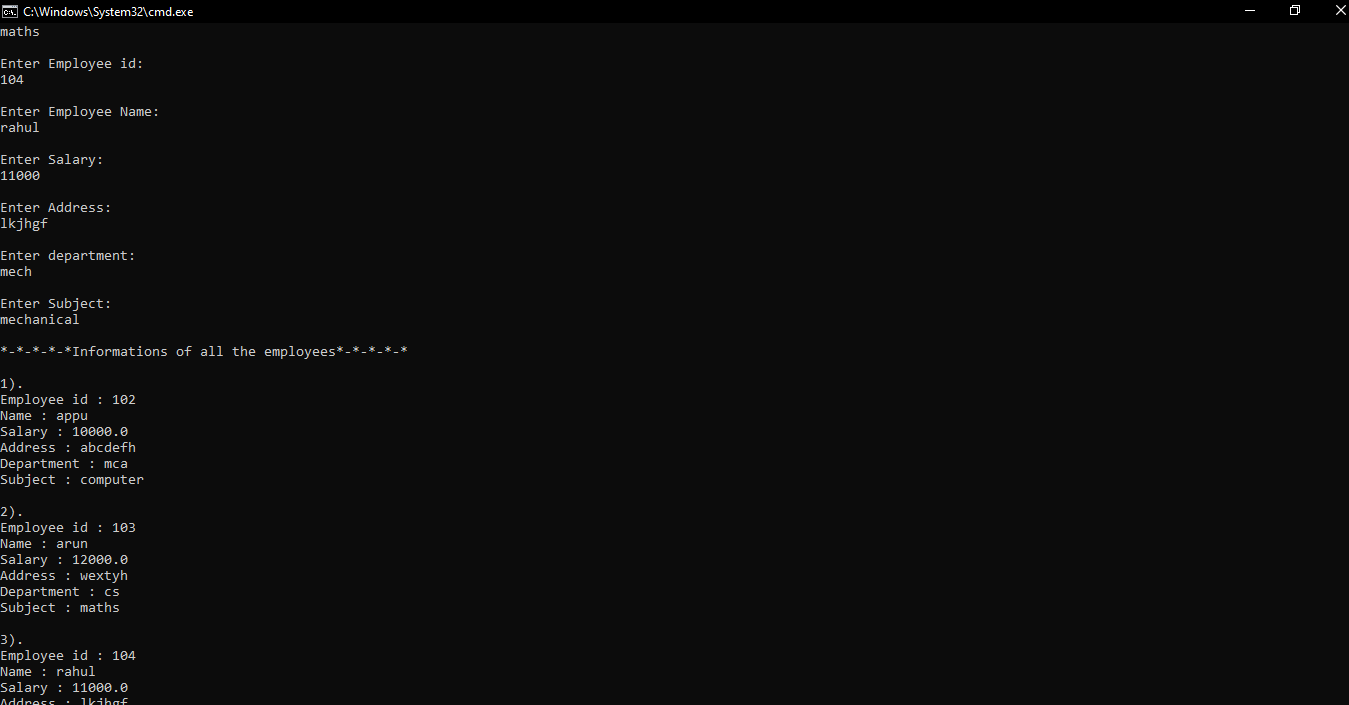 C:\Windows\System32\cmd.exe
maths
Enter Employee id:
104
Enter Employee Name:
rahul
Enter Salary:
11000
Enter Address:
lkjhgf
Enter department:
mech
Enter Subject:
mechanical
*-*-*-*-*Informations of all the employees*-*-*-*-*
1).
Employee id : 102
Name : appu
Salary : 10000.0
Address : abcdefh
Department : mca
Subject : computer
2).
Employee id : 103
Name : arun
Salary : 12000.0
Address : wextyh
Department : cs
Subject : maths
3).
Employee id : 104
Name : rahul
Salary : 11000.0
Address : lkjhgf